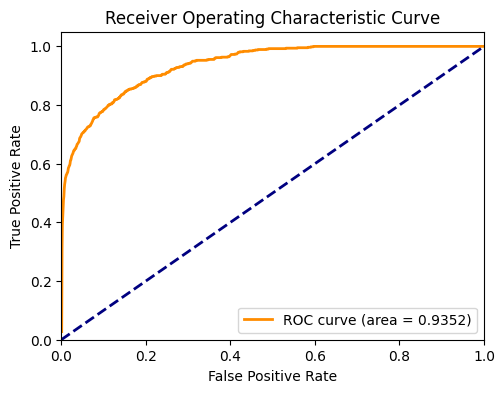 Receiver Operating Characteristic Curve
True Positive Rate
1.0
0.8
0.6
0.4
0.2
0.0
ROC curve (area = 0.9352)
0.0 0.2 0.4 0.6 0.8 1.0
False Positive Rate